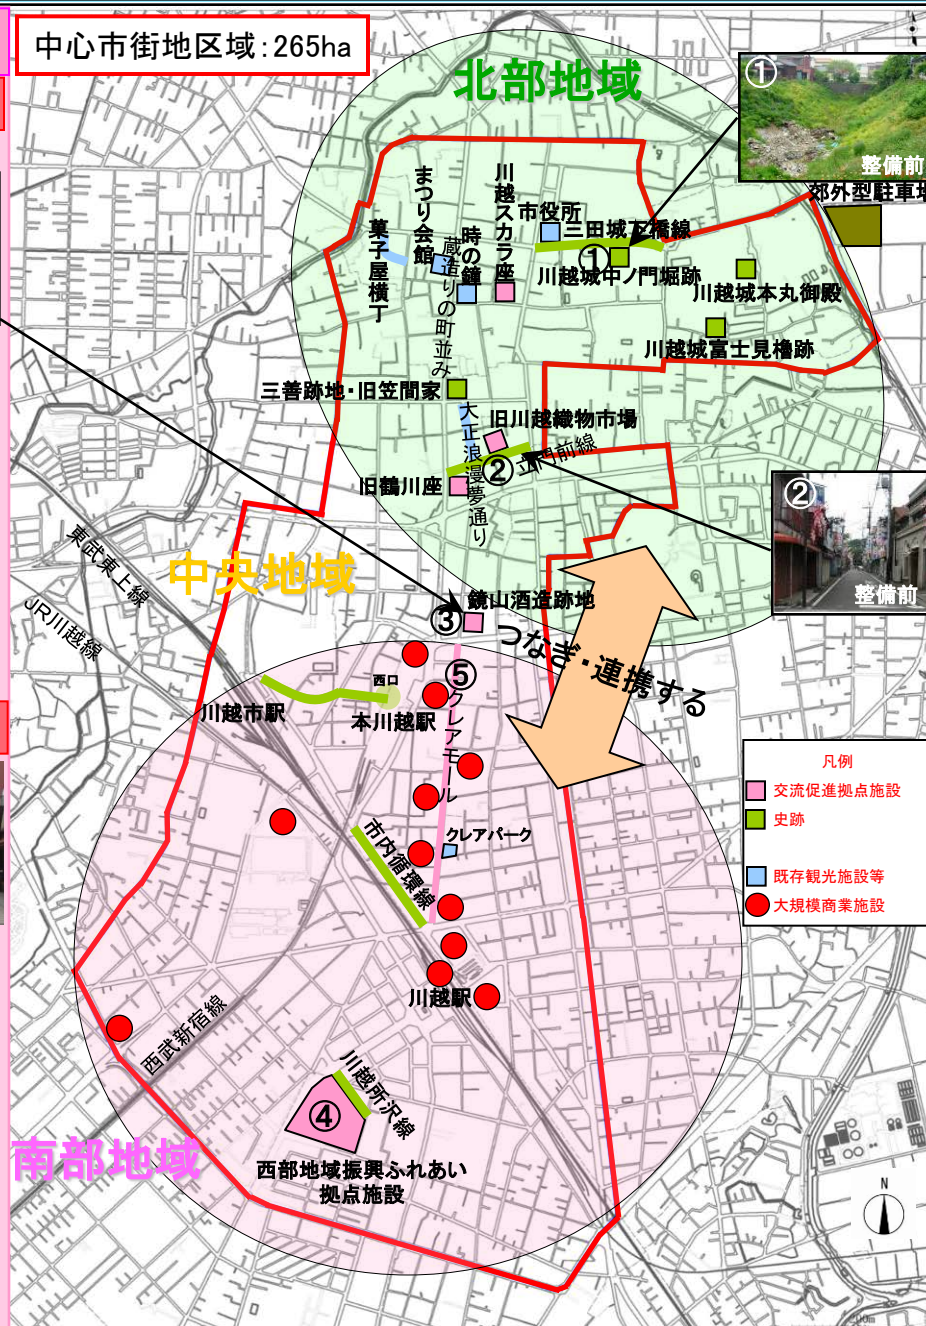 中心市街地区域：265ha
北部地域
①
整備前
郊外型駐車場
まつり会館
川越スカラ座
市役所
三田城下橋線
菓子屋横丁
蔵造りの町並み
時の鐘
①
川越城中ノ門堀跡
川越城本丸御殿
川越城富士見櫓跡
三善跡地・旧笠間家
大正浪漫夢通り
旧川越織物市場
立門前線
②
旧鶴川座
②
整備前
東武東上線
中央地域
JR川越線
鏡山酒造跡地
③
つなぎ・連携する
西口
⑤
川越市駅
本川越駅
クレアモール
凡例
交流促進拠点施設
史跡
既存観光施設等
大規模商業施設
市内循環線
クレアパーク
川越駅
西武新宿線
川越所沢線
④
南部地域
西部地域振興ふれあい
拠点施設
N